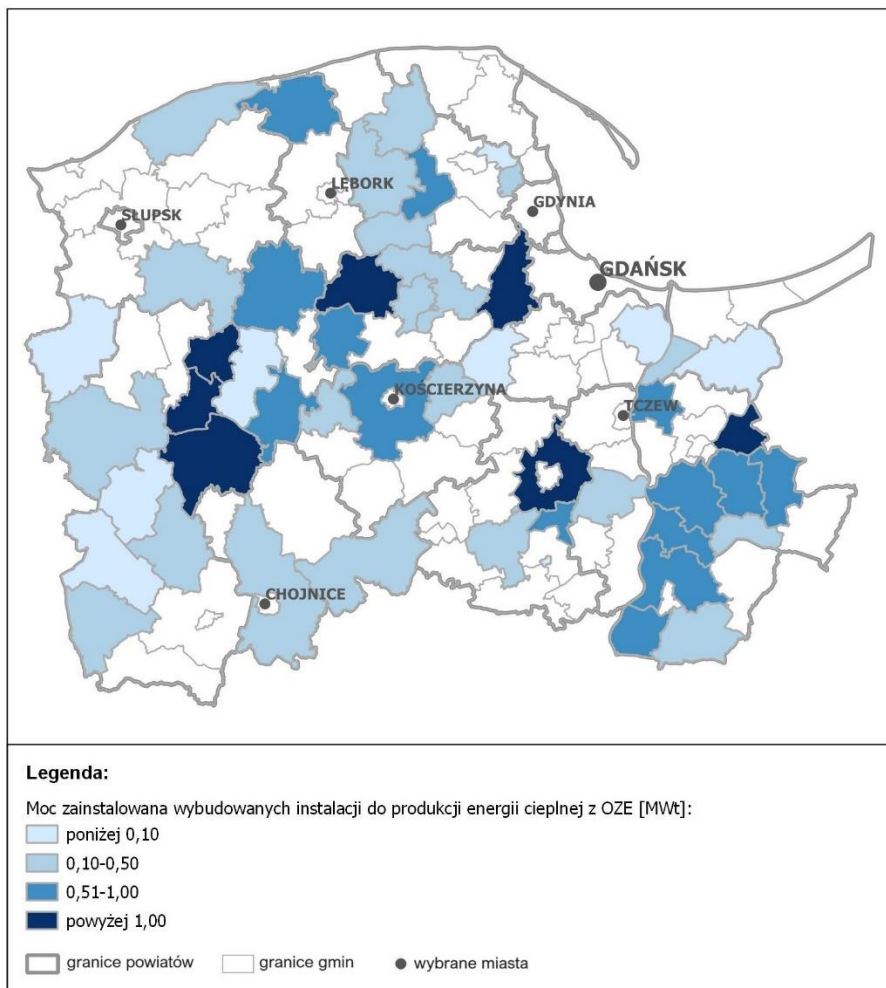 LĘBORK
GDYNIA
SŁUPSK
GDAŃSK
KOŚCIERZYNA
TCZEW
CHOJNICE
Legenda:
Moc zainstalowana wybudowanych instalacji do produkcji energii cieplnej z OZE [MWt]:
poniżej 0,10
0,10-0,50
0,51-1,00
powyżej 1,00
granice powiatów granice gmin wybrane miasta